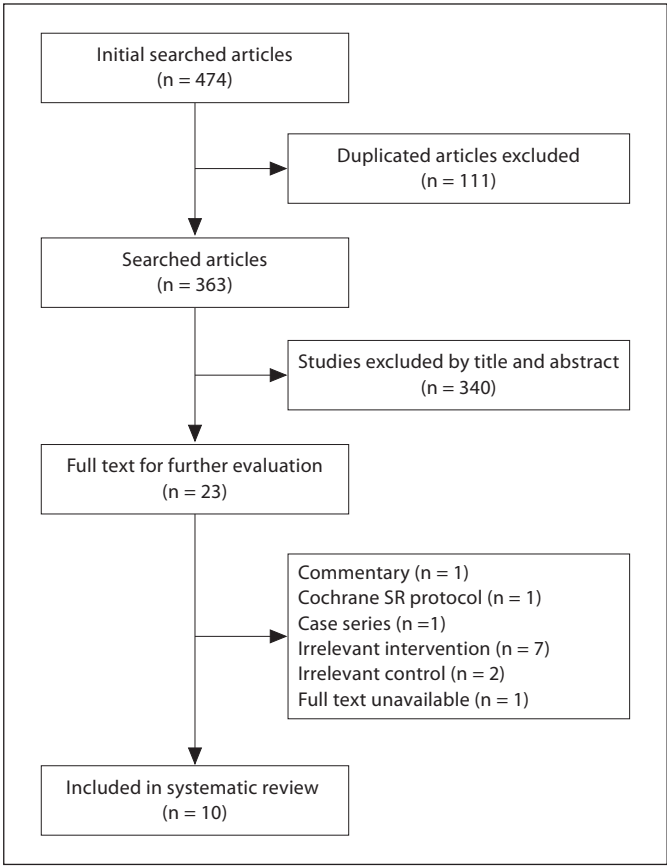 Initial searched articles
(n = 474)
Duplicated articles excluded
(n = 111)
Searched articles
(n = 363)
Studies excluded by title and abstract
(n = 340)
Full text for further evaluation
(n = 23)
Commentary (n = 1)
Cochrane SR protocol (n = 1)
Case series (n =1)
Irrelevant intervention (n = 7)
Irrelevant control (n = 2)
Full text unavailable (n = 1)
Included in systematic review
(n = 10)